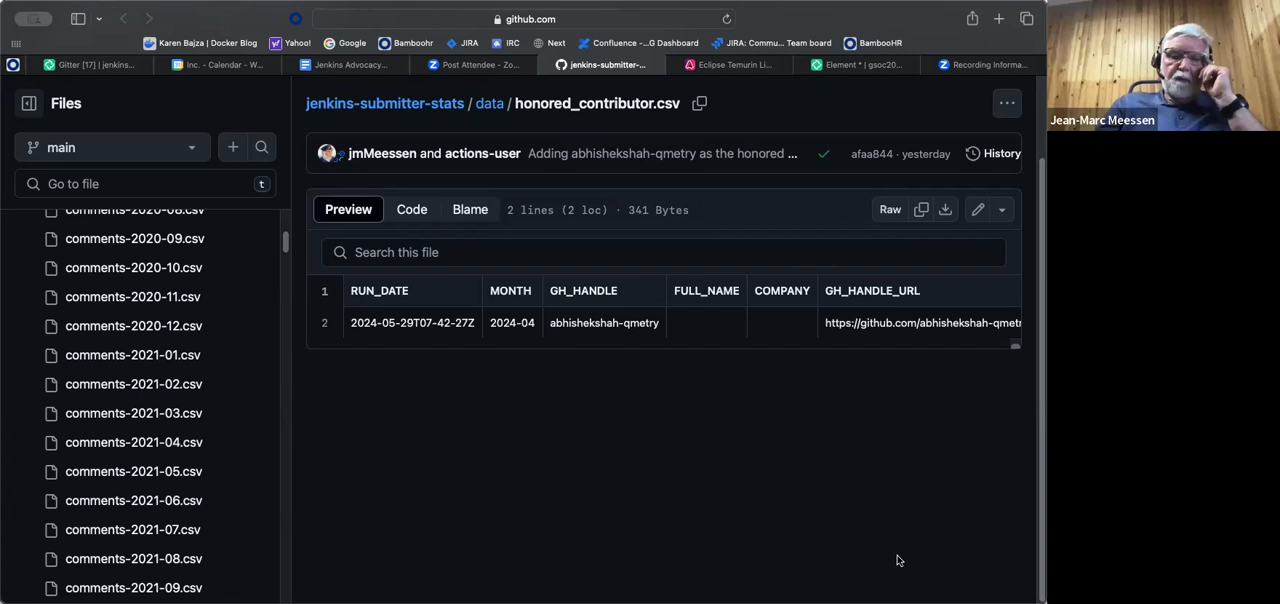 github.com
Karen Bajza | Docker Blog
Yahoo!
Google
Bamboohr
JIRA
IRC
Next
Confluence ...G Dashboard
JIRA: Commu... Team board
BambooHR
Gitter [17] | jenkins...
Inc. - Calendar - W...
Jenkins Advocacy...
Post Attendee - Zo...
jenkins-submitter-...
Eclipse Temurin Li...
Element * | gsoc20...
Recording Informa...
Files
main
Go to file
t
comments-2020-08.csv
comments-2020-09.csv
comments-2020-10.csv
comments-2020-11.csv
comments-2020-12.csv
comments-2021-01.csv
comments-2021-02.csv
comments-2021-03.csv
comments-2021-04.csv
comments-2021-05.csv
comments-2021-06.csv
comments-2021-07.csv
comments-2021-08.csv
comments-2021-09.csv
jenkins-submitter-stats / data / honored_contributor.csv
jmMeessen and actions-user Adding abhishekshah-qmetry as the honored ... afaa844 · yesterday History
Preview Code Blame 2 lines (2 loc) · 341 Bytes Raw
Search this file
1 RUN_DATE MONTH GH_HANDLE FULL_NAME COMPANY GH_HANDLE_URL
2 2024-05-29T07-42-27Z 2024-04 abhishekshah-qmetry https://github.com/abhishekshah-qmetr
Jean-Marc Meessen